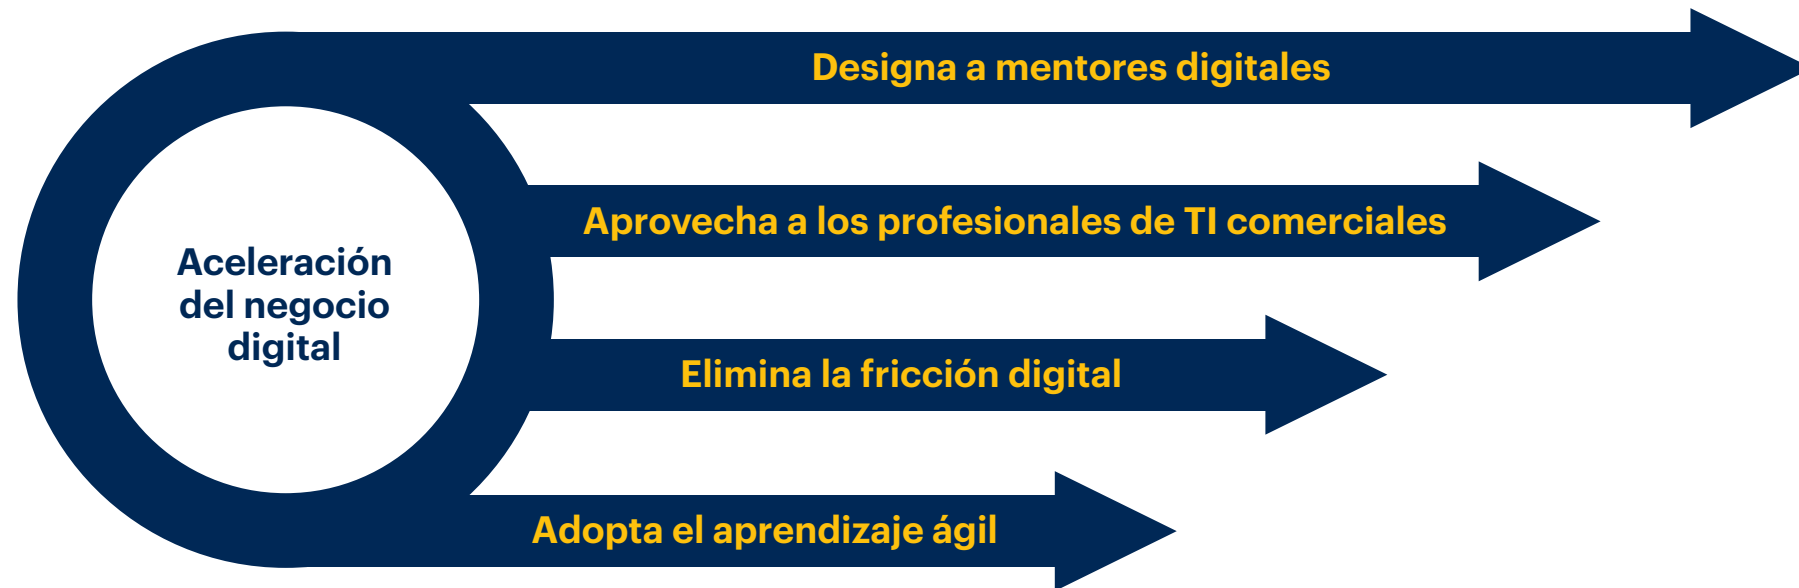 Designa a mentores digitales
Aprovecha a los profesionales de TI comerciales
Aceleración
del negocio
digital
Elimina la fricción digital
Adopta el aprendizaje ágil